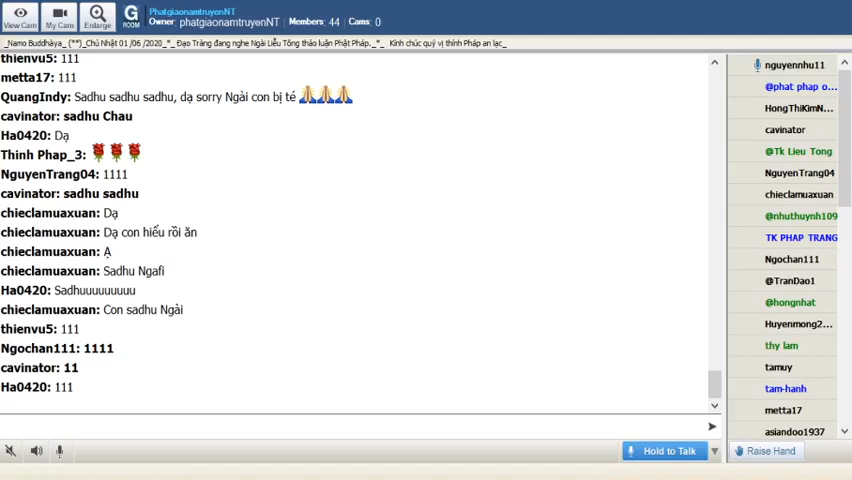 View Cam
My Cam
Enlarge
G
ROOM
PhatgiaonamtruyenNT
Owner: phatgiaonamtruyenNT Members: 44 Cams: 0
_Namo Buddhàya_ (**)_Chủ Nhật 01 /06 /2020_*_ Đạo Tràng đang nghe Ngài Liễu Tông thảo luận Phật Pháp._*_ Kính chúc quý vị thính Pháp an lạc_
thienvu5: 111
metta17: 111
QuangIndy: Sadhu sadhu sadhu, dạ sorry Ngài con bị té
cavinator: sadhu Chau
Ha0420: Dạ
Thinh Phap_3:
NguyenTrang04: 1111
cavinator: sadhu sadhu
chieclamuaxuan: Dạ
chieclamuaxuan: Dạ con hiểu rồi ăn
chieclamuaxuan: Ạ
chieclamuaxuan: Sadhu Ngafi
Ha0420: Sadhuuuuuuuuu
chieclamuaxuan: Con sadhu Ngài
thienvu5: 111
Ngochan111: 1111
cavinator: 11
Ha0420: 111
nguyennhu11
@phat phap o...
HongThiKimN...
cavinator
@Tk Lieu Tong
NguyenTrang04
chieclamuaxuan
@nhuthuynh109
TK PHAP TRANG
Ngochan111
@TranDao1
@hongnhat
Huyenmong2...
thy lam
tamuy
tam-hanh
metta17
asiandoo1937
Hold to Talk
Raise Hand